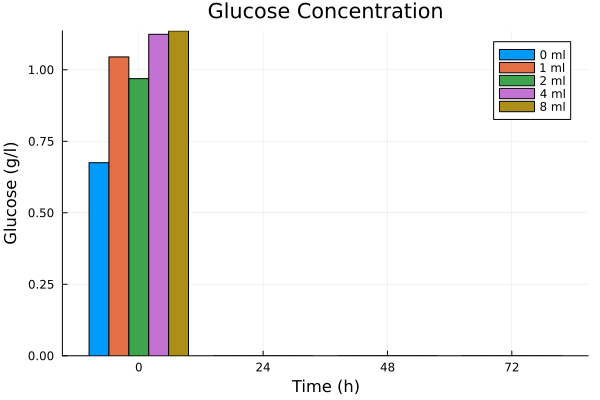 Glucose Concentration
Glucose (g/l)
1.00
0.75
0.50
0.25
0.00
0 ml
1 ml
2 ml
4 ml
8 ml
0 24 48 72
Time (h)